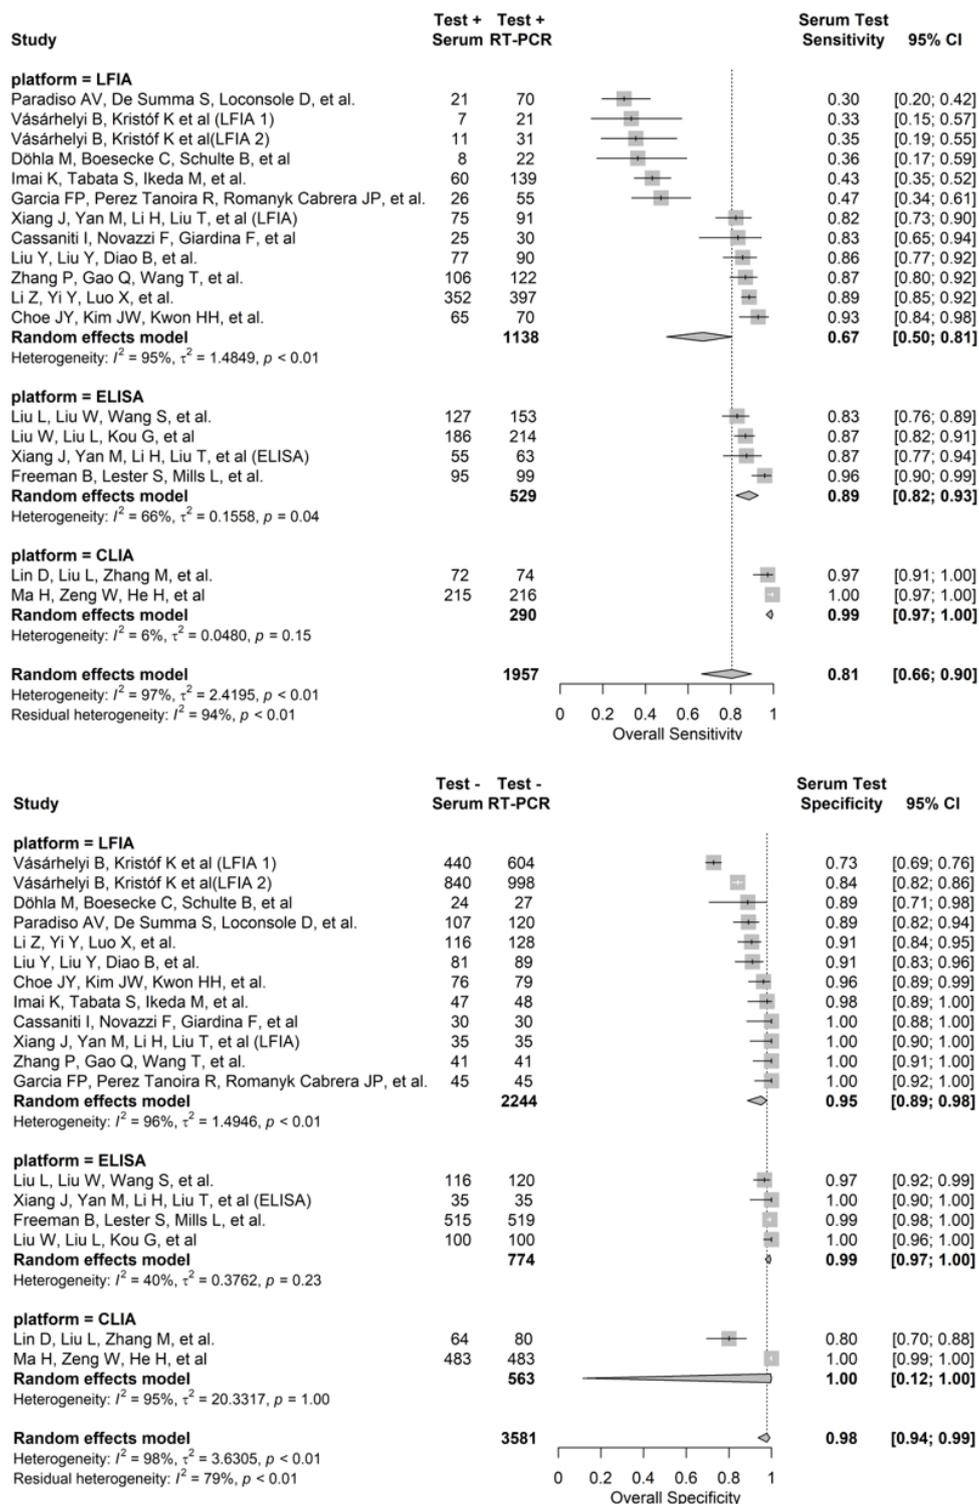 Test + Test + Serum Test
Study Serum RT-PCR Sensitivity 95% CI
platform = LFIA
Paradiso AV, De Summa S, Loconsole D, et al. 21 70 0.30 [0.20; 0.42]
Vásárhelyi B, Kristóf K et al (LFIA 1) 7 21 0.33 [0.15; 0.57]
Vásárhelyi B, Kristóf K et al(LFIA 2) 11 31 0.35 [0.19; 0.55]
Döhla M, Boesecke C, Schulte B, et al 8 22 0.36 [0.17; 0.59]
Imai K, Tabata S, Ikeda M, et al. 60 139 0.43 [0.35; 0.52]
Garcia FP, Perez Tanoira R, Romanyk Cabrera JP, et al. 26 55 0.47 [0.34; 0.61]
Xiang J, Yan M, Li H, Liu T, et al (LFIA) 75 91 0.82 [0.73; 0.90]
Cassaniti I, Novazzi F, Giardina F, et al 25 30 0.83 [0.65; 0.94]
Liu Y, Liu Y, Diao B, et al. 77 90 0.86 [0.77; 0.92]
Zhang P, Gao Q, Wang T, et al. 106 122 0.87 [0.80; 0.92]
Li Z, Yi Y, Luo X, et al. 352 397 0.89 [0.85; 0.92]
Choe JY, Kim JW, Kwon HH, et al. 65 70 0.93 [0.84; 0.98]
Random effects model 1138 0.67 [0.50; 0.81]
Heterogeneity: I² = 95%, τ² = 1.4849, p < 0.01
platform = ELISA
Liu L, Liu W, Wang S, et al. 127 153 0.83 [0.76; 0.89]
Liu W, Liu L, Kou G, et al 186 214 0.87 [0.82; 0.91]
Xiang J, Yan M, Li H, Liu T, et al (ELISA) 55 63 0.87 [0.77; 0.94]
Freeman B, Lester S, Mills L, et al. 95 99 0.96 [0.90; 0.99]
Random effects model 529 0.89 [0.82; 0.93]
Heterogeneity: I² = 66%, τ² = 0.1558, p = 0.04
platform = CLIA
Lin D, Liu L, Zhang M, et al. 72 74 0.97 [0.91; 1.00]
Ma H, Zeng W, He H, et al 215 216 1.00 [0.97; 1.00]
Random effects model 290 0.99 [0.97; 1.00]
Heterogeneity: I² = 6%, τ² = 0.0480, p = 0.15
Random effects model 1957 0.81 [0.66; 0.90]
Heterogeneity: I² = 97%, τ² = 2.4195, p < 0.01
Residual heterogeneity: I² = 94%, p < 0.01
0 0.2 0.4 0.6 0.8 1
Overall Sensitivity
Test - Test - Serum Test
Study Serum RT-PCR Specificity 95% CI
platform = LFIA
Vásárhelyi B, Kristóf K et al (LFIA 1) 440 604 0.73 [0.69; 0.76]
Vásárhelyi B, Kristóf K et al(LFIA 2) 840 998 0.84 [0.82; 0.86]
Döhla M, Boesecke C, Schulte B, et al 24 27 0.89 [0.71; 0.98]
Paradiso AV, De Summa S, Loconsole D, et al. 107 120 0.89 [0.82; 0.94]
Li Z, Yi Y, Luo X, et al. 116 128 0.91 [0.84; 0.95]
Liu Y, Liu Y, Diao B, et al. 81 89 0.91 [0.83; 0.96]
Choe JY, Kim JW, Kwon HH, et al. 76 79 0.96 [0.89; 0.99]
Imai K, Tabata S, Ikeda M, et al. 47 48 0.98 [0.89; 1.00]
Cassaniti I, Novazzi F, Giardina F, et al 30 30 1.00 [0.88; 1.00]
Xiang J, Yan M, Li H, Liu T, et al (LFIA) 35 35 1.00 [0.90; 1.00]
Zhang P, Gao Q, Wang T, et al. 41 41 1.00 [0.91; 1.00]
Garcia FP, Perez Tanoira R, Romanyk Cabrera JP, et al. 45 45 1.00 [0.92; 1.00]
Random effects model 2244 0.95 [0.89; 0.98]
Heterogeneity: I² = 96%, τ² = 1.4946, p < 0.01
platform = ELISA
Liu L, Liu W, Wang S, et al. 116 120 0.97 [0.92; 0.99]
Xiang J, Yan M, Li H, Liu T, et al (ELISA) 35 35 1.00 [0.90; 1.00]
Freeman B, Lester S, Mills L, et al. 515 519 0.99 [0.98; 1.00]
Liu W, Liu L, Kou G, et al 100 100 1.00 [0.96; 1.00]
Random effects model 774 0.99 [0.97; 1.00]
Heterogeneity: I² = 40%, τ² = 0.3762, p = 0.23
platform = CLIA
Lin D, Liu L, Zhang M, et al. 64 80 0.80 [0.70; 0.88]
Ma H, Zeng W, He H, et al 483 483 1.00 [0.99; 1.00]
Random effects model 563 1.00 [0.12; 1.00]
Heterogeneity: I² = 95%, τ² = 20.3317, p = 1.00
Random effects model 3581 0.98 [0.94; 0.99]
Heterogeneity: I² = 98%, τ² = 3.6305, p < 0.01
Residual heterogeneity: I² = 79%, p < 0.01
0 0.2 0.4 0.6 0.8 1
Overall Specificity